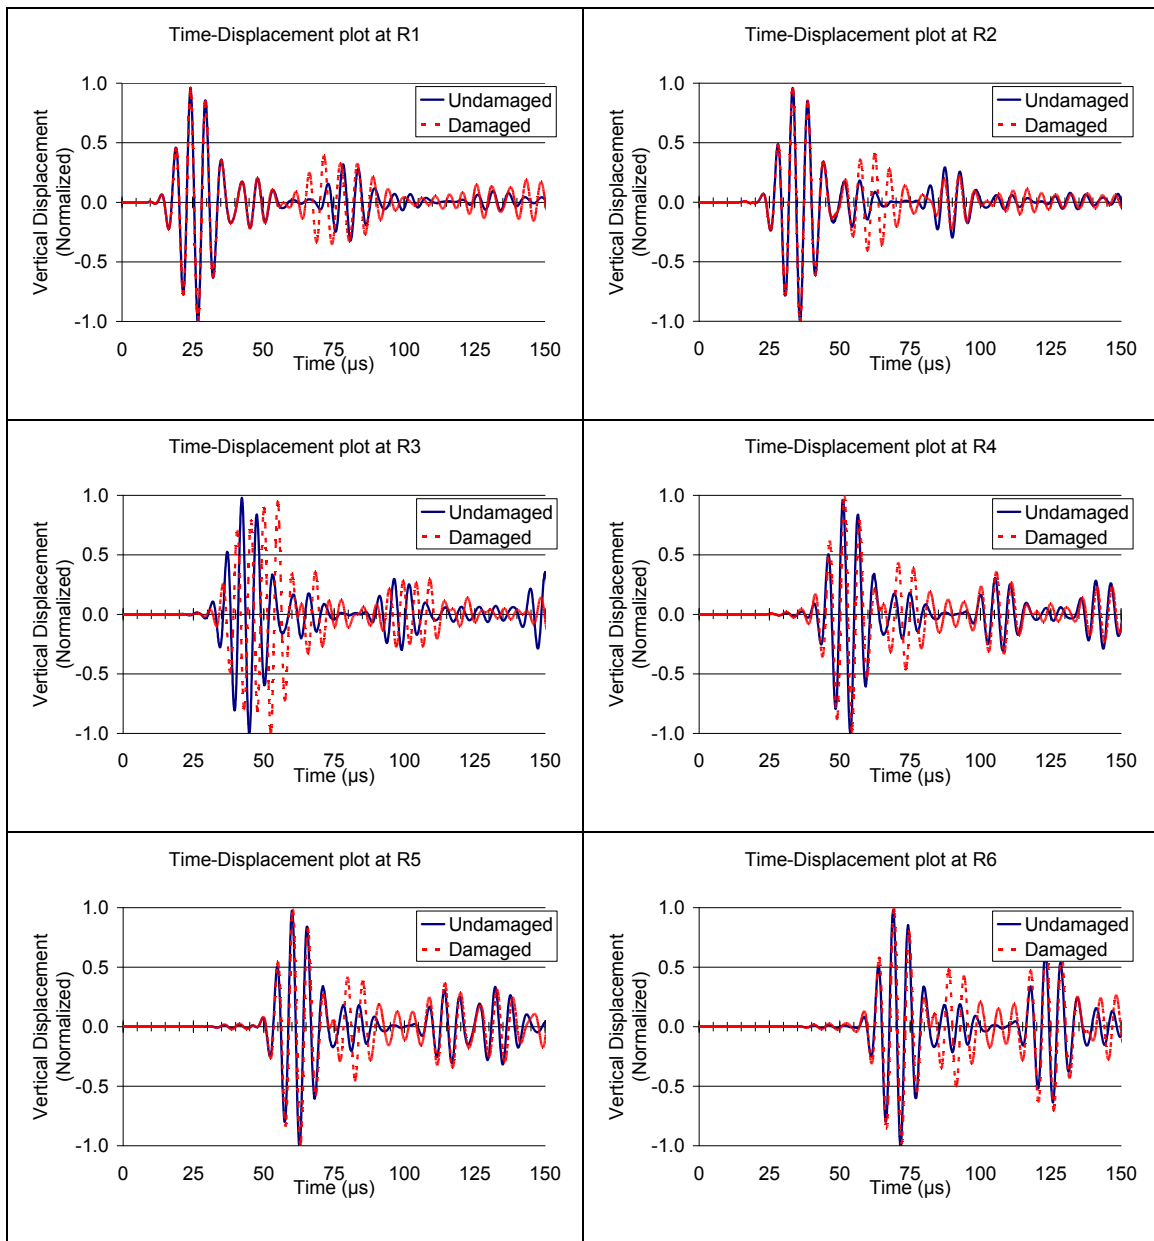 Time-Displacement plot at R1
Vertical Displacement
(Normalized)
1.0
0.5
0.0
-0.5
-1.0
Undamaged
Damaged
0 25 50 75 100 125 150
Time (µs)
Time-Displacement plot at R2
Vertical Displacement
(Normalized)
1.0
0.5
0.0
-0.5
-1.0
Undamaged
Damaged
0 25 50 75 100 125 150
Time (µs)
Time-Displacement plot at R3
Vertical Displacement
(Normalized)
1.0
0.5
0.0
-0.5
-1.0
Undamaged
Damaged
0 25 50 75 100 125 150
Time (µs)
Time-Displacement plot at R4
Vertical Displacement
(Normalized)
1.0
0.5
0.0
-0.5
-1.0
Undamaged
Damaged
0 25 50 75 100 125 150
Time (µs)
Time-Displacement plot at R5
Vertical Displacement
(Normalized)
1.0
0.5
0.0
-0.5
-1.0
Undamaged
Damaged
0 25 50 75 100 125 150
Time (µs)
Time-Displacement plot at R6
Vertical Displacement
(Normalized)
1.0
0.5
0.0
-0.5
-1.0
Undamaged
Damaged
0 25 50 75 100 125 150
Time (µs)